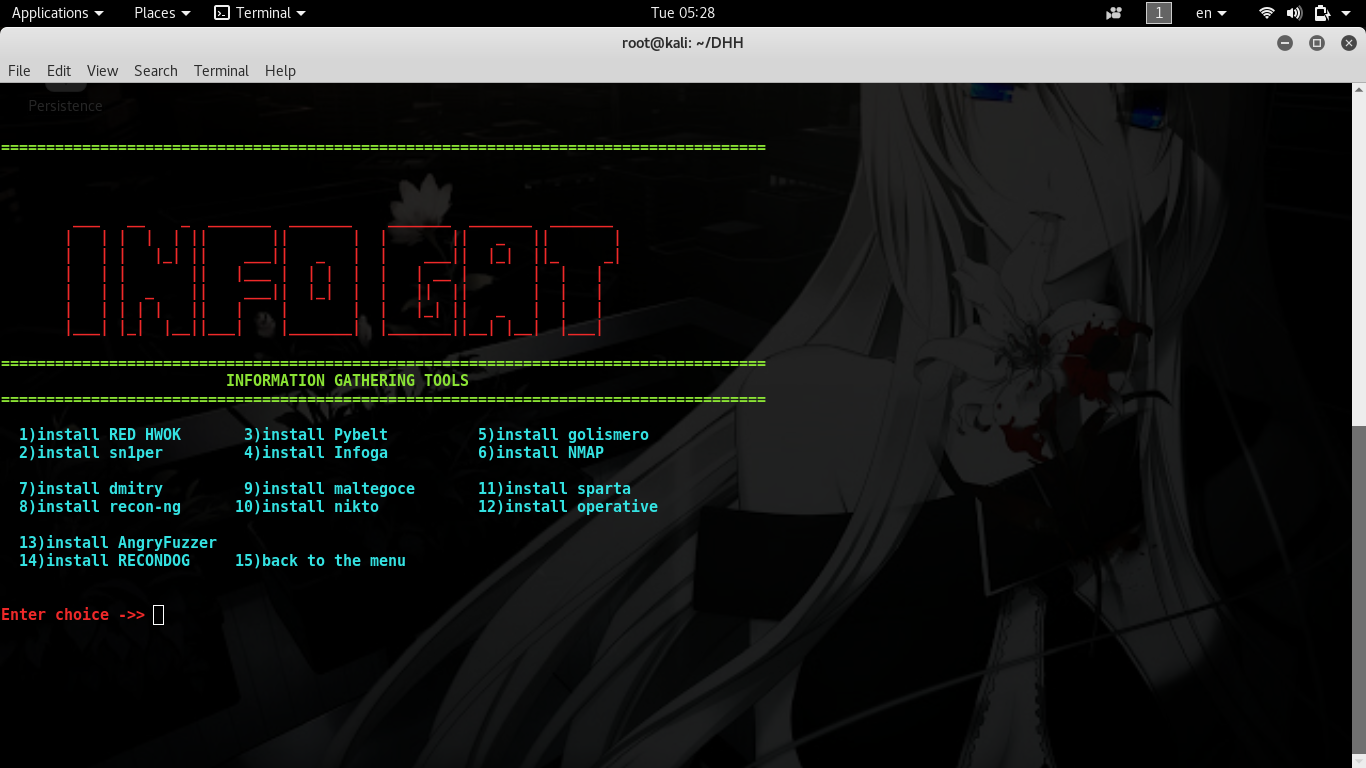 Applications Places Terminal Tue 05:28 1 en
root@kali: ~/DHH
File Edit View Search Terminal Help
Persistence
===================================================================================== 
INFOGAT
=====================================================================================
INFORMATION GATHERING TOOLS
=====================================================================================
1)install RED HWOK 3)install Pybelt 5)install golismero
2)install sn1per 4)install Infoga 6)install NMAP
7)install dmitry 9)install maltegoce 11)install sparta
8)install recon-ng 10)install nikto 12)install operative
13)install AngryFuzzer
14)install RECONDOG 15)back to the menu
Enter choice ->>